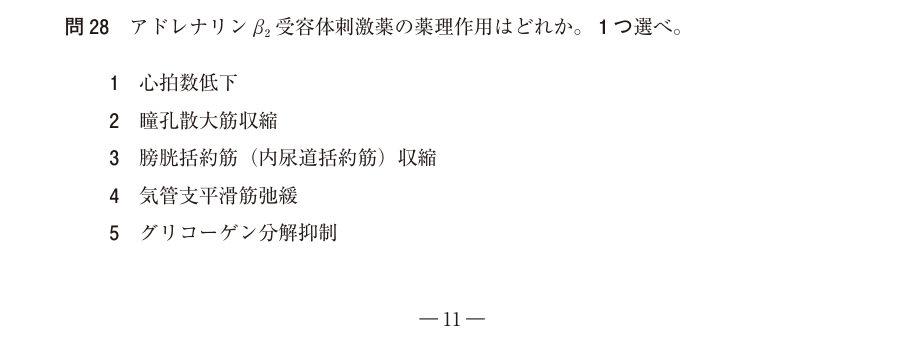 問28 アドレナリンβ2受容体刺激薬の薬理作用はどれか。1つ選べ。
1 心拍数低下
2 瞳孔散大筋収縮
3 膀胱括約筋（内尿道括約筋）収縮
4 気管支平滑筋弛緩
5 グリコーゲン分解抑制
― 11 ―